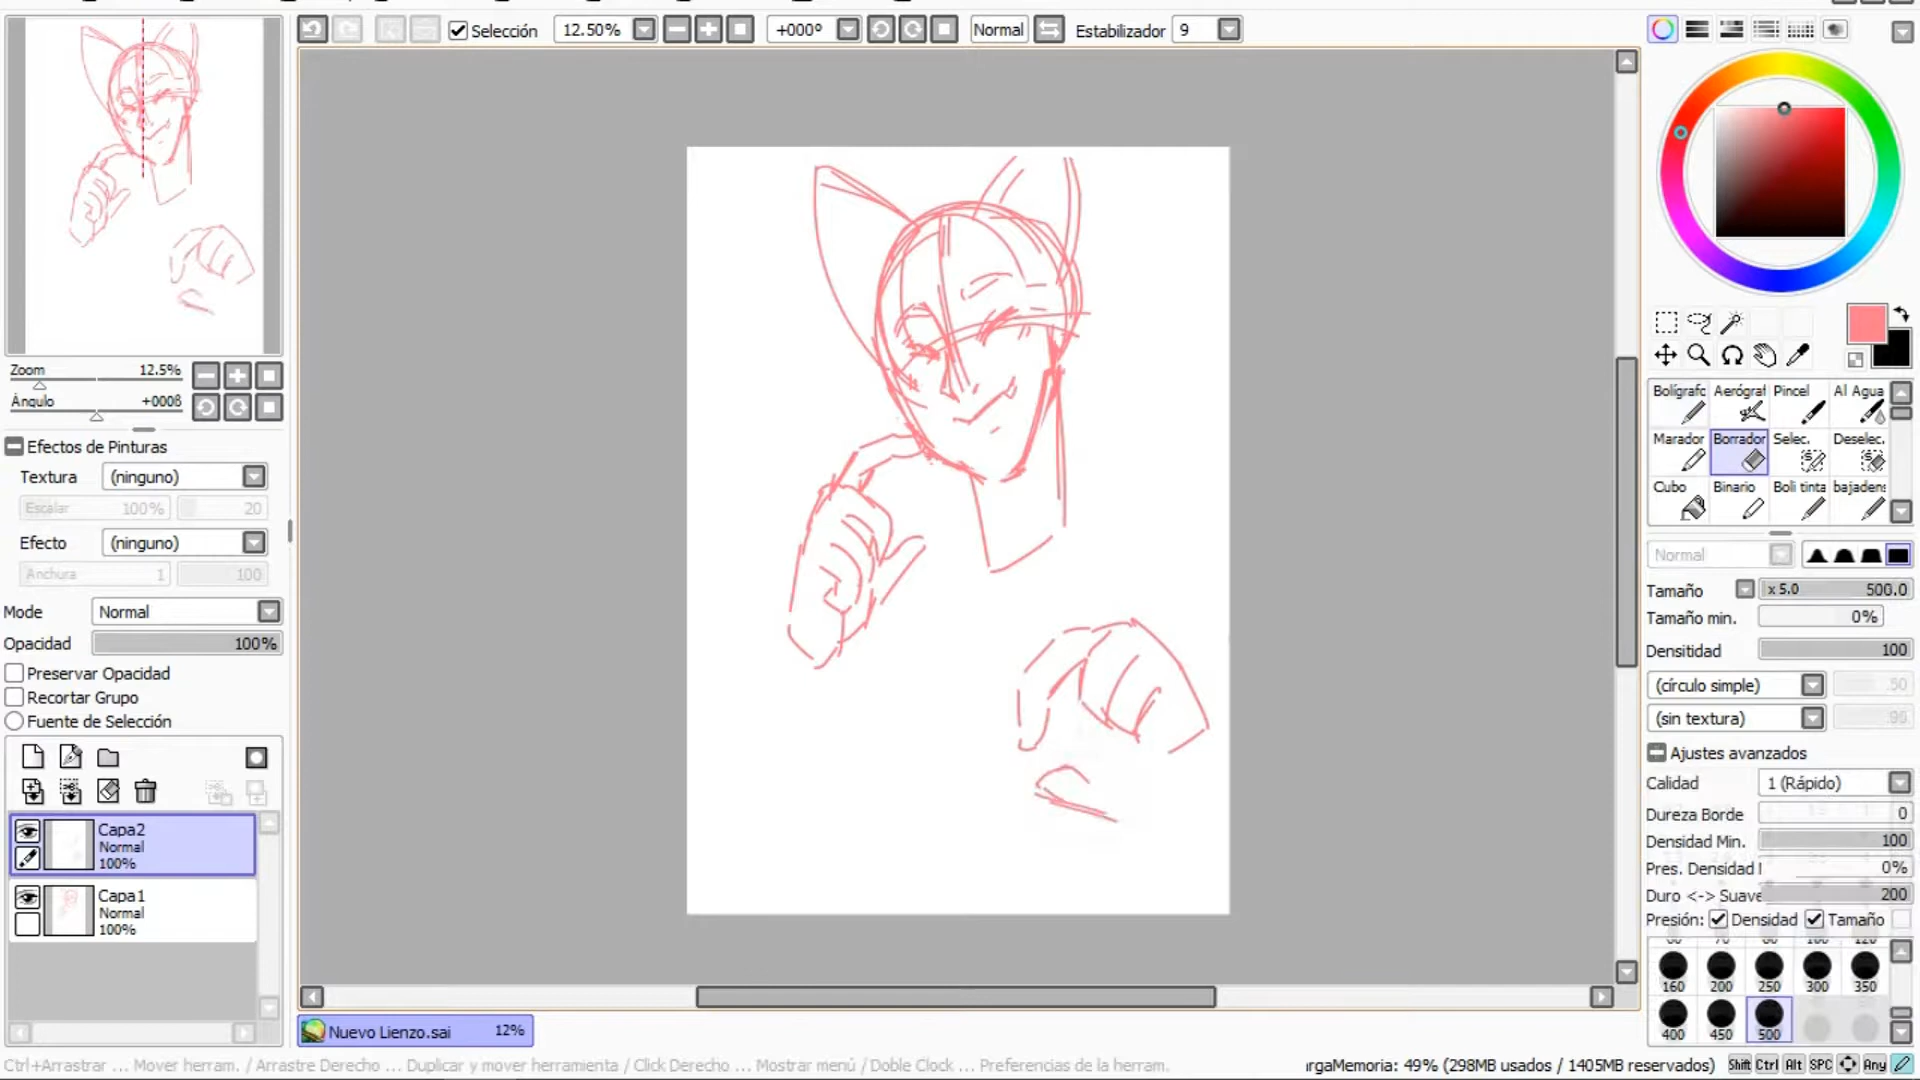 Selección 12.50% +000º Normal Estabilizador 9
Zoom 12.5%
Ángulo +0008
Efectos de Pinturas
Textura (ninguno)
Escalar 100% 20
Efecto (ninguno)
Anchura 1 100
Mode Normal
Opacidad 100%
Preservar Opacidad
Recortar Grupo
Fuente de Selección
Capa2
Normal
100%
Capa1
Normal
100%
Nuevo Lienzo.sai 12%
Bolígrafo Aerógraf Pincel Al Agua
Marador Borrador Selec. Deselec.
Cubo Binario Boli tinta bajadens
Normal
Tamaño x 5.0 500.0
Tamaño min. 0%
Densitidad 100
(círculo simple) 50
(sin textura)
Ajustes avanzados
Calidad 1 (Rápido)
Dureza Borde 0
Densidad Min. 100
Pres. Densidad 0%
Duro <-> Suave 200
Presión: Densidad Tamaño
160 200 250 300 350
400 450 500
Ctrl+Arrastrar ... Mover herram. / Arrastre Derecho ... Duplicar y mover herramienta / Click Derecho ... Mostrar menú / Doble Clock ... Preferencias de la herram.
rgaMemoria: 49% (298MB usados / 1405MB reservados) Shift Ctrl Alt SPC Any